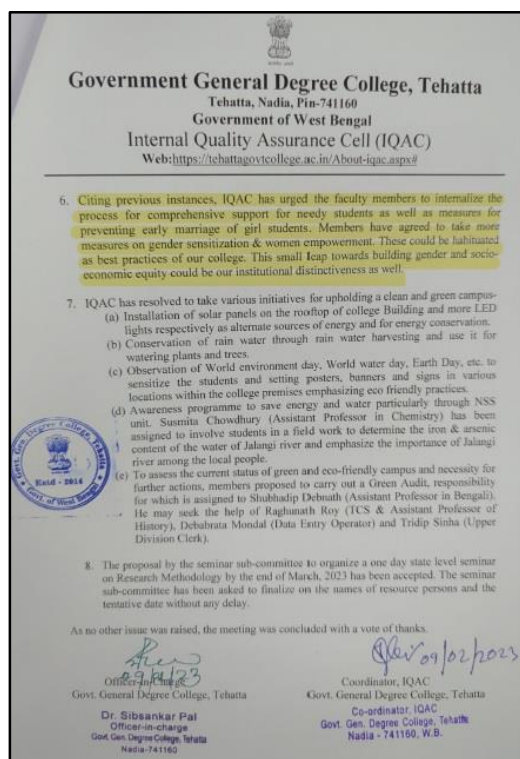 Government General Degree College, Tehatta
Tehatta, Nadia, Pin-741160
Government of West Bengal
Internal Quality Assurance Cell (IQAC)
Web:https://tehattagovtcollege.ac.in/About-iqac.aspx#
6. Citing previous instances, IQAC has urged the faculty members to internalize the
process for comprehensive support for needy students as well as measures for
preventing early marriage of girl students. Members have agreed to take more
measures on gender sensitization & women empowerment. These could be habituated
as best practices of our college. This small leap towards building gender and socio-
economic equity could be our institutional distinctiveness as well.
7. IQAC has resolved to take various initiatives for upholding a clean and green campus-
(a) Installation of solar panels on the rooftop of college Building and more LED
lights respectively as alternate sources of energy and for energy conservation.
(b) Conservation of rain water through rain water harvesting and use it for
watering plants and trees.
(c) Observation of World environment day, World water day, Earth Day, etc. to
sensitize the students and setting posters, banners and signs in various
locations within the college premises emphasizing eco friendly practices.
(d) Awareness programme to save energy and water particularly through NSS
unit. Susmita Chowdhury (Assistant Professor in Chemistry) has been
assigned to involve students in a field work to determine the iron & arsenic
content of the water of Jalangi river and emphasize the importance of Jalangi
river among the local people.
(e) To assess the current status of green and eco-friendly campus and necessity for
further actions, members proposed to carry out a Green Audit, responsibility
for which is assigned to Shubhadip Debnath (Assistant Professor in Bengali).
He may seek the help of Raghunath Roy (TCS & Assistant Professor of
History), Debabrata Mondal (Data Entry Operator) and Tridip Sinha (Upper
Division Clerk).
Govt. Gen. Degree College, Tehatta
Estd - 2014
Govt. of West Bengal
8. The proposal by the seminar sub-committee to organize a one day state level seminar
on Research Methodology by the end of March, 2023 has been accepted. The seminar
sub-committee has been asked to finalize on the names of resource persons and the
tentative date without any delay.
As no other issue was raised, the meeting was concluded with a vote of thanks.
09/02/2023
Officer-in-Charge
Govt. General Degree College, Tehatta
Dr. Sibsankar Pal
Officer-in-charge
Govt. Gen. Degree College, Tehatta
Nadia-741160
Coordinator, IQAC
Govt. General Degree College, Tehatta
Co-ordinator, IQAC
Govt. Gen. Degree College, Tehatta
Nadia - 741160, W.B.